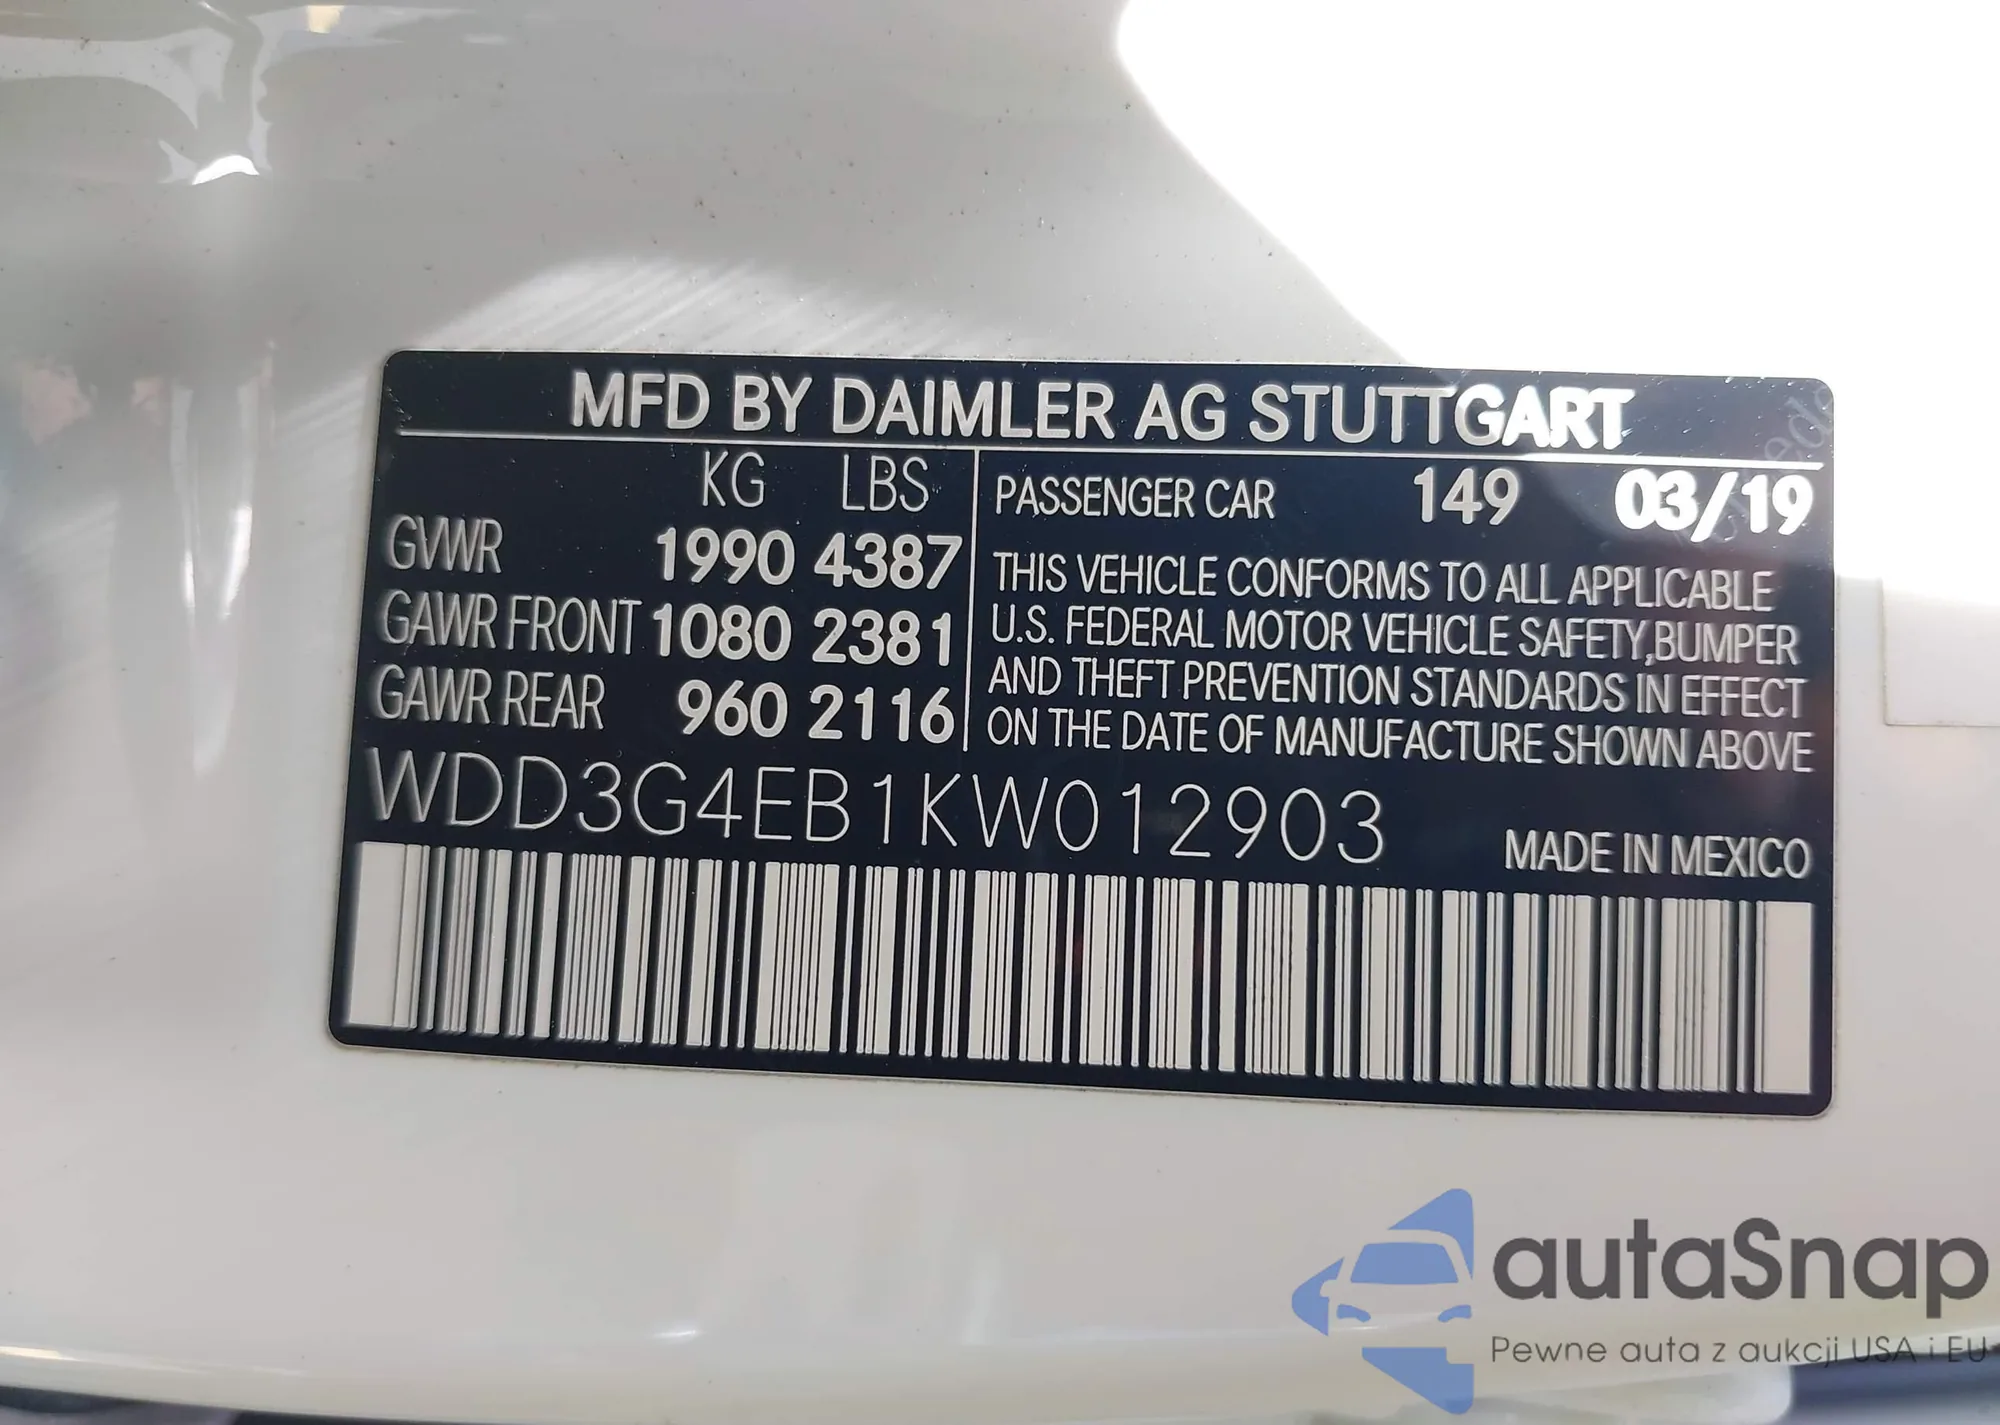 MFD BY DAIMLER AG STUTTGART
KG LBS
GVWR 1990 4387
GAWR FRONT 1080 2381
GAWR REAR 960 2116
PASSENGER CAR 149 03/19
THIS VEHICLE CONFORMS TO ALL APPLICABLE
U.S. FEDERAL MOTOR VEHICLE SAFETY,BUMPER
AND THEFT PREVENTION STANDARDS IN EFFECT
ON THE DATE OF MANUFACTURE SHOWN ABOVE
WDD3G4EB1KW012903
MADE IN MEXICO
autaSnap
Pewne auta z aukcji USA i EU